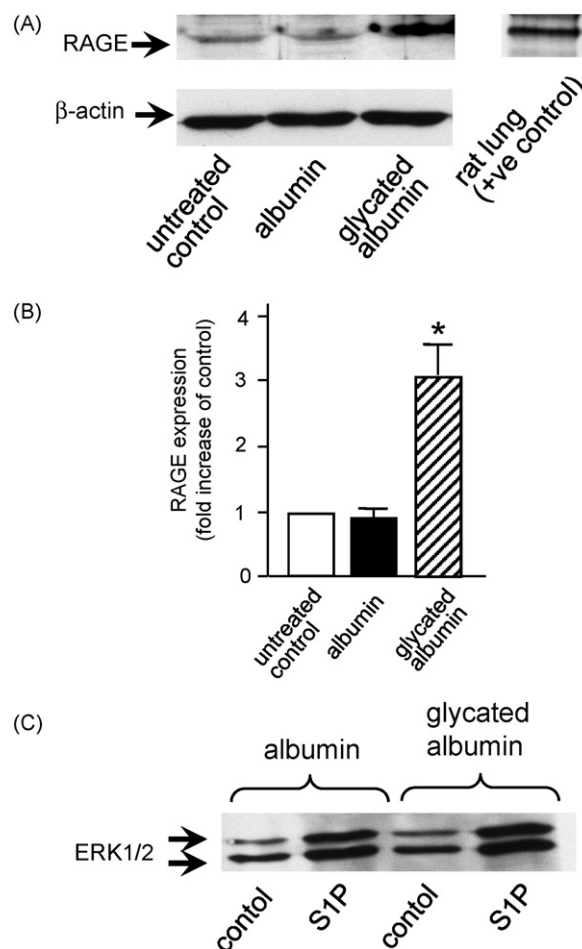 (A)
RAGE
β-actin
untreated
control
albumin
glycated
albumin
rat lung
(+ve control)
(B)
RAGE expression
(fold increase of control)
4
3
2
1
0
*
untreated
control
albumin
glycated
albumin
(C)
albumin
glycated
albumin
ERK1/2
contol
S1P
contol
S1P